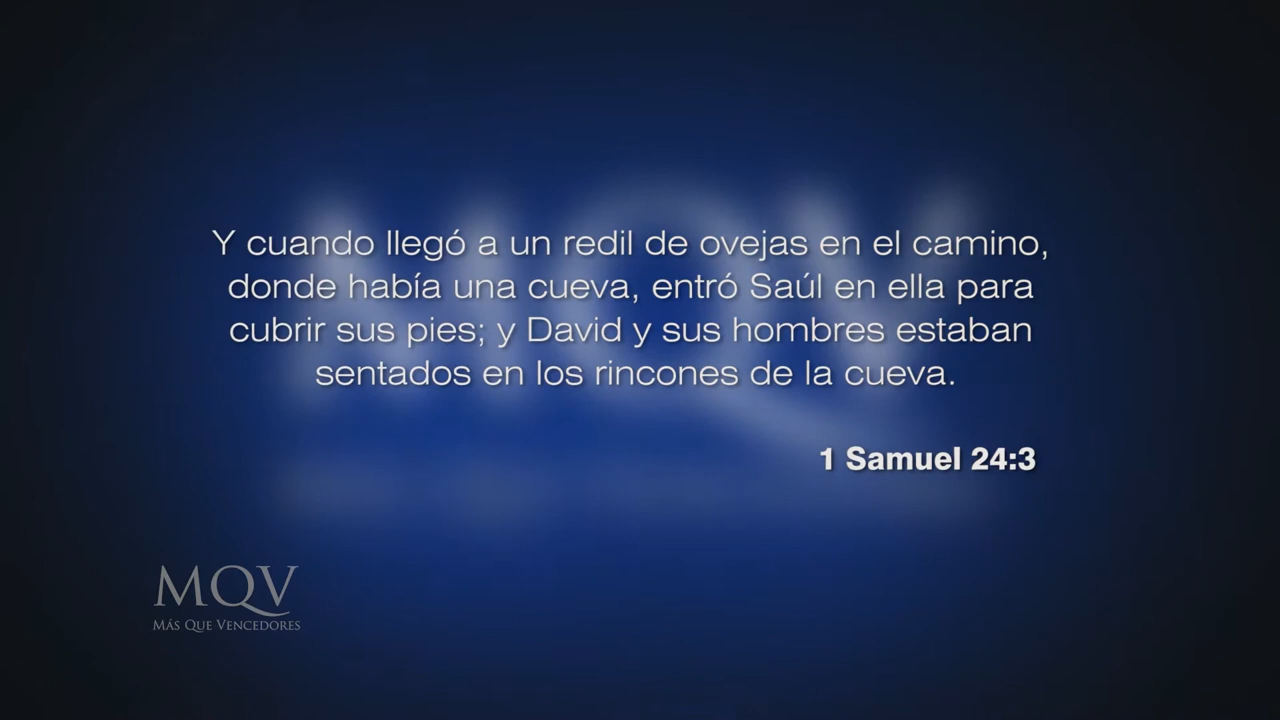 Y cuando llegó a un redil de ovejas en el camino,
donde había una cueva, entró Saúl en ella para
cubrir sus pies; y David y sus hombres estaban
sentados en los rincones de la cueva.
1 Samuel 24:3
MQV
MÁS QUE VENCEDORES